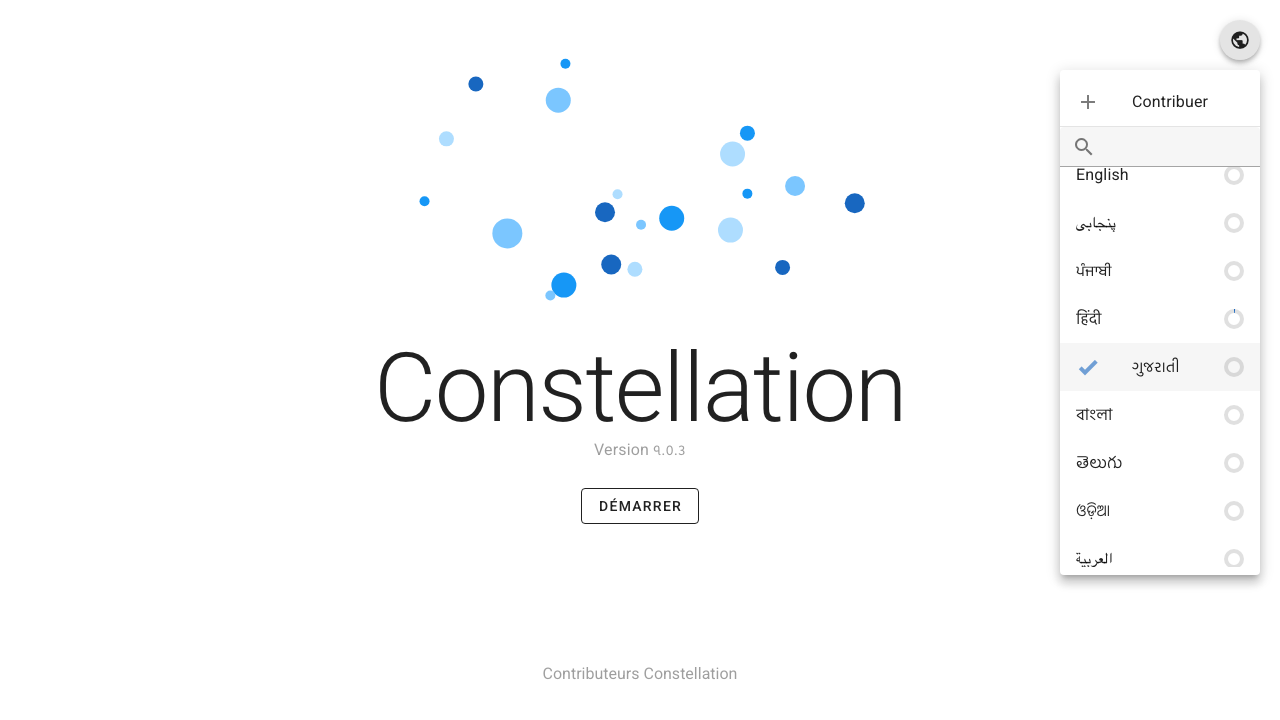 Contribuer
English
پنجابی
ਪੰਜਾਬੀ
हिंदी
ગુજરાતી
বাংলা
తెలుగు
ଓଡ଼ିଆ
العربية
Constellation
Version ૧.૦.૩
DÉMARRER
Contributeurs Constellation